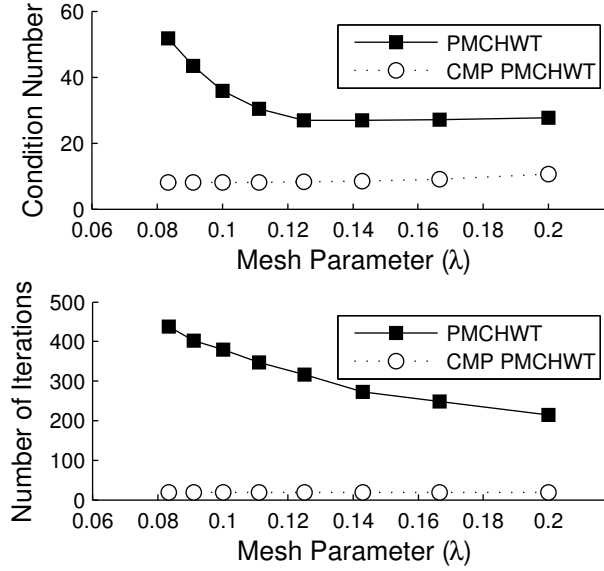 60
40
20
0
Condition Number
PMCHWT
CMP PMCHWT
0.06 0.08 0.1 0.12 0.14 0.16 0.18 0.2
Mesh Parameter (λ)
500
400
300
200
100
0
Number of Iterations
PMCHWT
CMP PMCHWT
0.06 0.08 0.1 0.12 0.14 0.16 0.18 0.2
Mesh Parameter (λ)